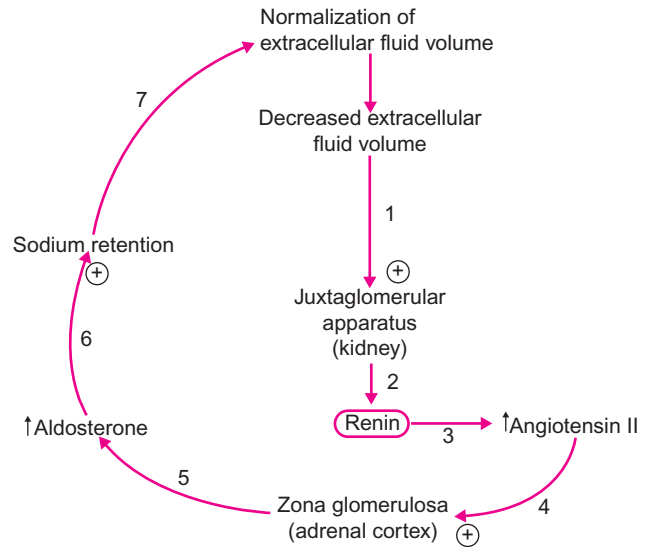 Normalization of
extracellular fluid volume
7
Decreased extracellular
fluid volume
1
Sodium retention
+
+
Juxtaglomerular
apparatus
(kidney)
6
2
↑Aldosterone
Renin
3
↑Angiotensin II
5
4
Zona glomerulosa
(adrenal cortex)
+